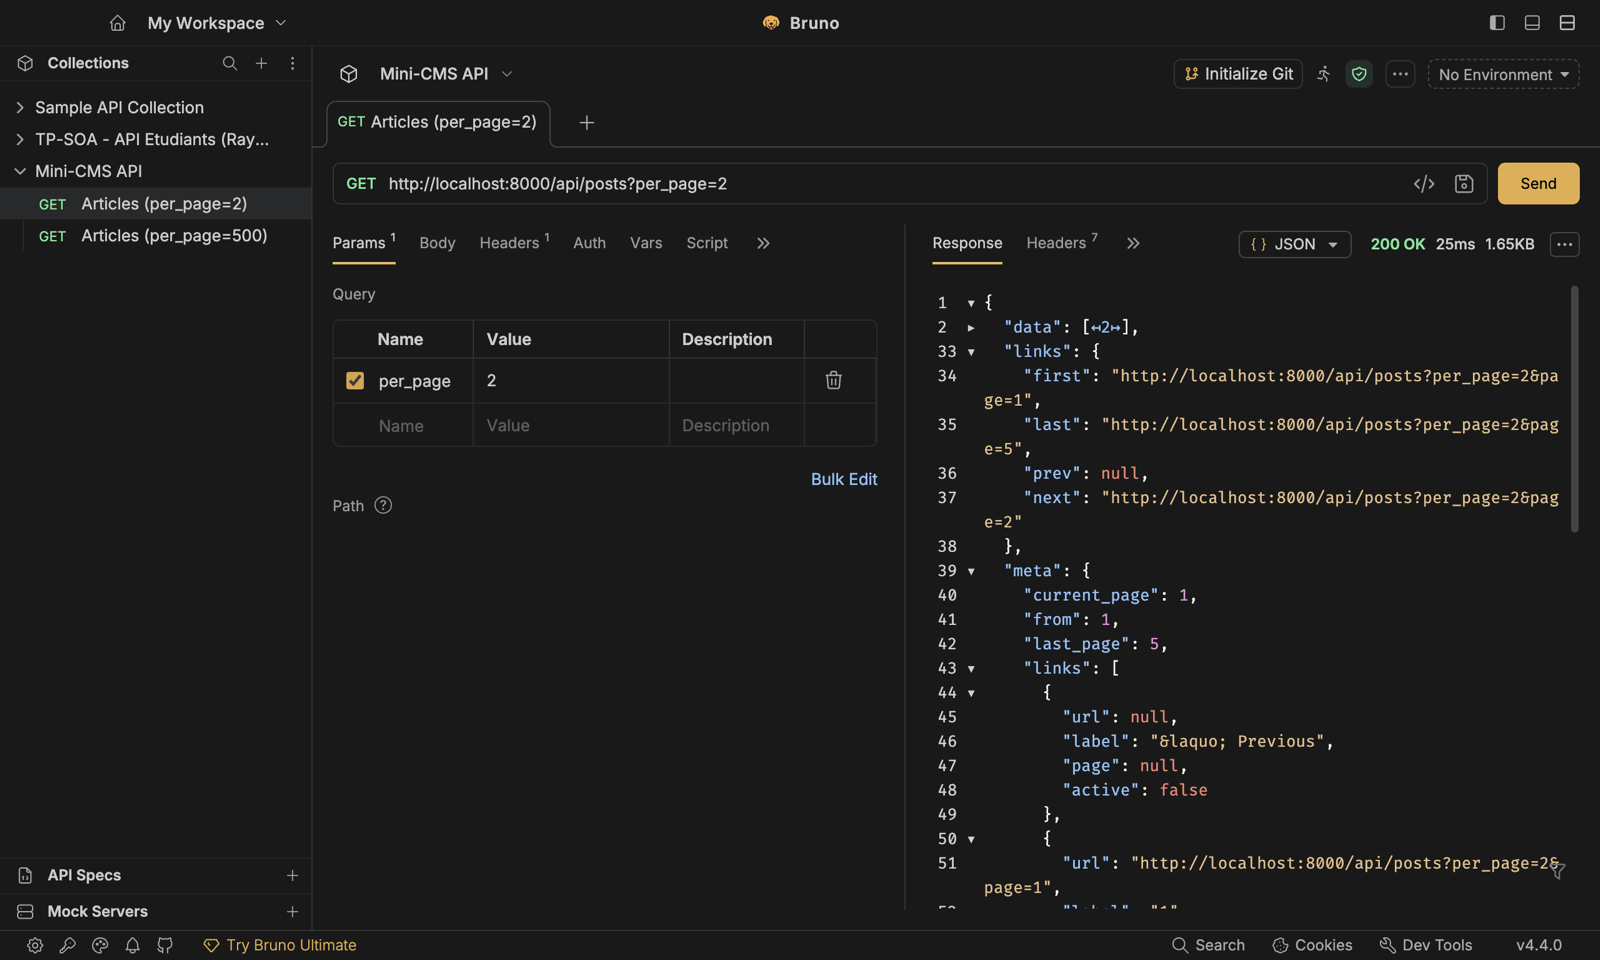 My Workspace
Bruno
Collections
Sample API Collection
TP-SOA - API Etudiants (Ray...
Mini-CMS API
GET Articles (per_page=2)
GET Articles (per_page=500)
Mini-CMS API
Initialize Git
No Environment
GET Articles (per_page=2)
GET http://localhost:8000/api/posts?per_page=2
Send
Params 1 Body Headers 1 Auth Vars Script
Query
Name Value Description
per_page 2
Name Value Description
Bulk Edit
Path ?
Response Headers 7
{ } JSON
200 OK 25ms 1.65KB
1 {
2 "data": [↤2↦],
33 "links": {
34 "first": "http://localhost:8000/api/posts?per_page=2&pa
ge=1",
35 "last": "http://localhost:8000/api/posts?per_page=2&pag
e=5",
36 "prev": null,
37 "next": "http://localhost:8000/api/posts?per_page=2&pag
e=2"
38 },
39 "meta": {
40 "current_page": 1,
41 "from": 1,
42 "last_page": 5,
43 "links": [
44 {
45 "url": null,
46 "label": "&laquo; Previous",
47 "page": null,
48 "active": false
49 },
50 {
51 "url": "http://localhost:8000/api/posts?per_page=2&
page=1",
API Specs
Mock Servers
Try Bruno Ultimate
Search
Cookies
Dev Tools
v4.4.0